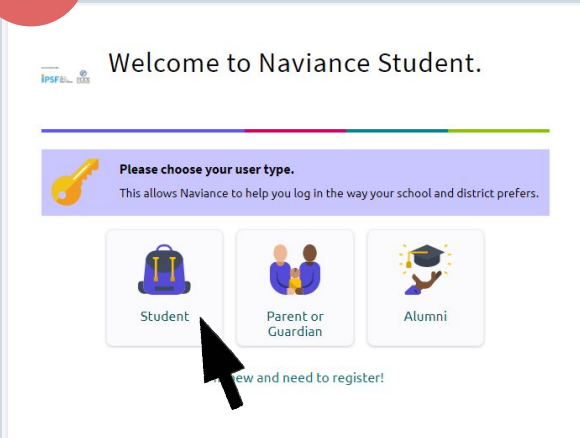 Welcome to Naviance Student.
iPSF
Please choose your user type.
This allows Naviance to help you log in the way your school and district prefers.
Student
Parent or
Guardian
Alumni
and need to register!